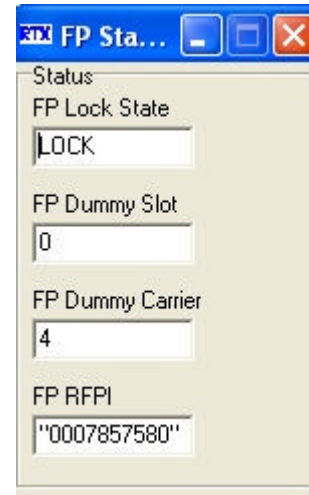 RTX FP Sta...
Status
FP Lock State
LOCK
FP Dummy Slot
0
FP Dummy Carrier
4
FP RFPI
"0007857580"